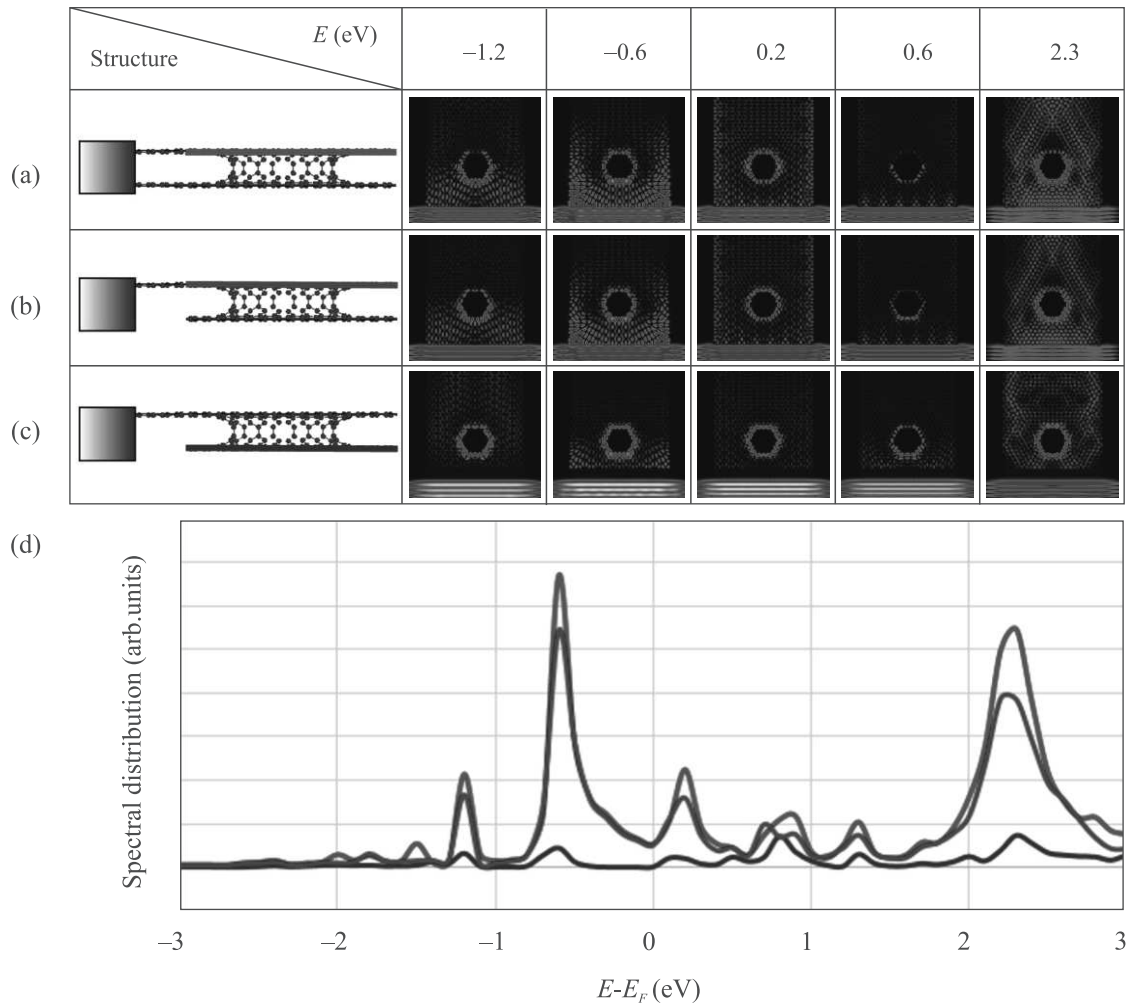 E (eV)
Structure
–1.2
–0.6
0.2
0.6
2.3
(a)
(b)
(c)
(d)
Spectral distribution (arb.units)
–3
–2
–1
0
1
2
3
E-E_F (eV)